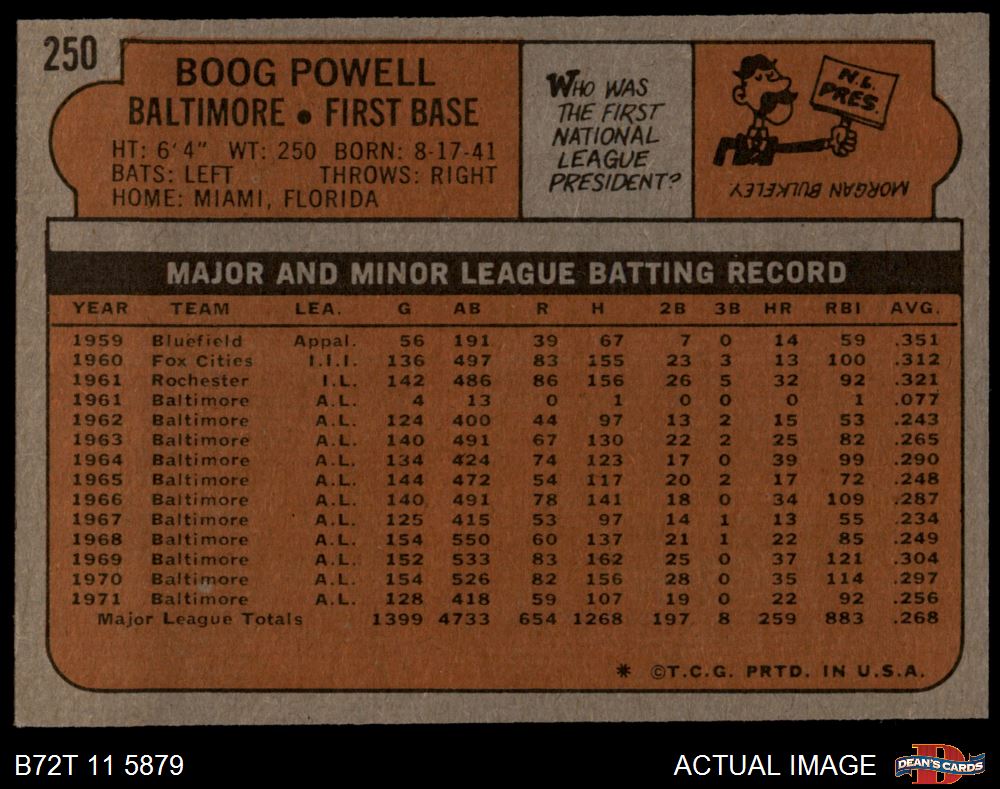 250
BOOG POWELL
BALTIMORE • FIRST BASE
HT: 6'4" WT: 250 BORN: 8-17-41
BATS: LEFT THROWS: RIGHT
HOME: MIAMI, FLORIDA
WHO WAS
THE FIRST
NATIONAL
LEAGUE
PRESIDENT?
N.L.
PRES.
MORGAN BULKELEY
MAJOR AND MINOR LEAGUE BATTING RECORD
YEAR TEAM LEA. G AB R H 2B 3B HR RBI AVG.
1959 Bluefield Appal. 56 191 39 67 7 0 14 59 .351
1960 Fox Cities I.I.I. 136 497 83 155 23 3 13 100 .312
1961 Rochester I.L. 142 486 86 156 26 5 32 92 .321
1961 Baltimore A.L. 4 13 0 1 0 0 0 1 .077
1962 Baltimore A.L. 124 400 44 97 13 2 15 53 .243
1963 Baltimore A.L. 140 491 67 130 22 2 25 82 .265
1964 Baltimore A.L. 134 424 74 123 17 0 39 99 .290
1965 Baltimore A.L. 144 472 54 117 20 2 17 72 .248
1966 Baltimore A.L. 140 491 78 141 18 0 34 109 .287
1967 Baltimore A.L. 125 415 53 97 14 1 13 55 .234
1968 Baltimore A.L. 154 550 60 137 21 1 22 85 .249
1969 Baltimore A.L. 152 533 83 162 25 0 37 121 .304
1970 Baltimore A.L. 154 526 82 156 28 0 35 114 .297
1971 Baltimore A.L. 128 418 59 107 19 0 22 92 .256
Major League Totals 1399 4733 654 1268 197 8 259 883 .268
* ©T.C.G. PRTD. IN U.S.A.
B72T 11 5879
ACTUAL IMAGE
DEAN'S CARDS